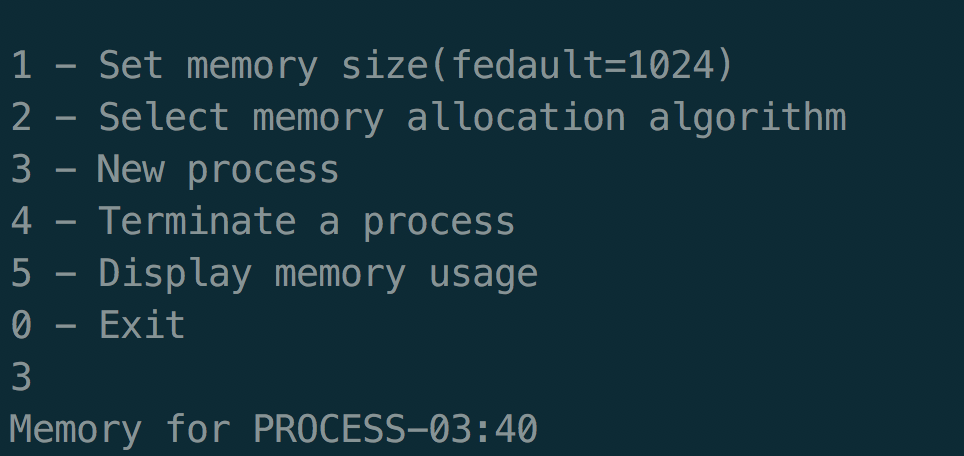 1 – Set memory size(fedault=1024)
2 – Select memory allocation algorithm
3 – New process
4 – Terminate a process
5 – Display memory usage
0 – Exit
3
Memory for PROCESS–03:40